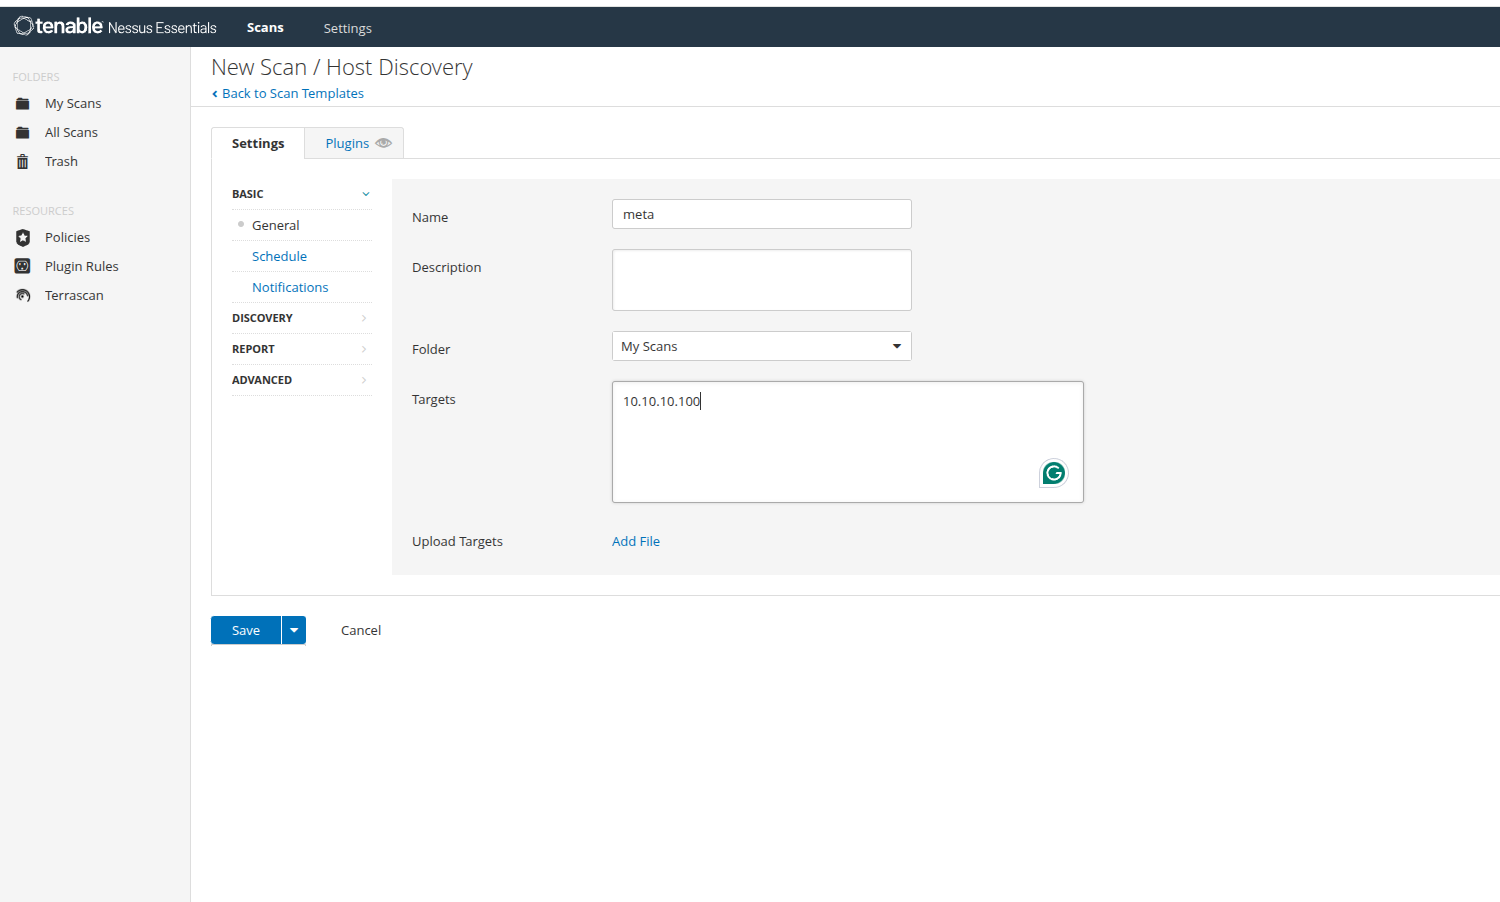 tenable Nessus Essentials Scans Settings
FOLDERS
My Scans
All Scans
Trash
RESOURCES
Policies
Plugin Rules
Terrascan
New Scan / Host Discovery
Back to Scan Templates
Settings Plugins
BASIC
General
Schedule
Notifications
DISCOVERY
REPORT
ADVANCED
Name meta
Description
Folder My Scans
Targets 10.10.10.100
Upload Targets Add File
Save Cancel